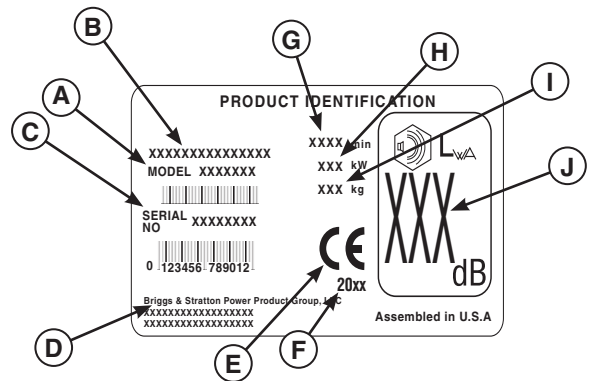 B
G
H
A
I
C
PRODUCT IDENTIFICATION
XXXXXXXXXXXXXXX
MODEL XXXXXXX
XXXX min
XXX kW
XXX kg
LWA
J
SERIAL
NO XXXXXXXX
XXX
dB
0 123456 789012
CE
20xx
Briggs & Stratton Power Product Group, LLC
XXXXXXXXXXXXXXXXXX
XXXXXXXXXXXXXXXXXX
Assembled in U.S.A
D
E
F